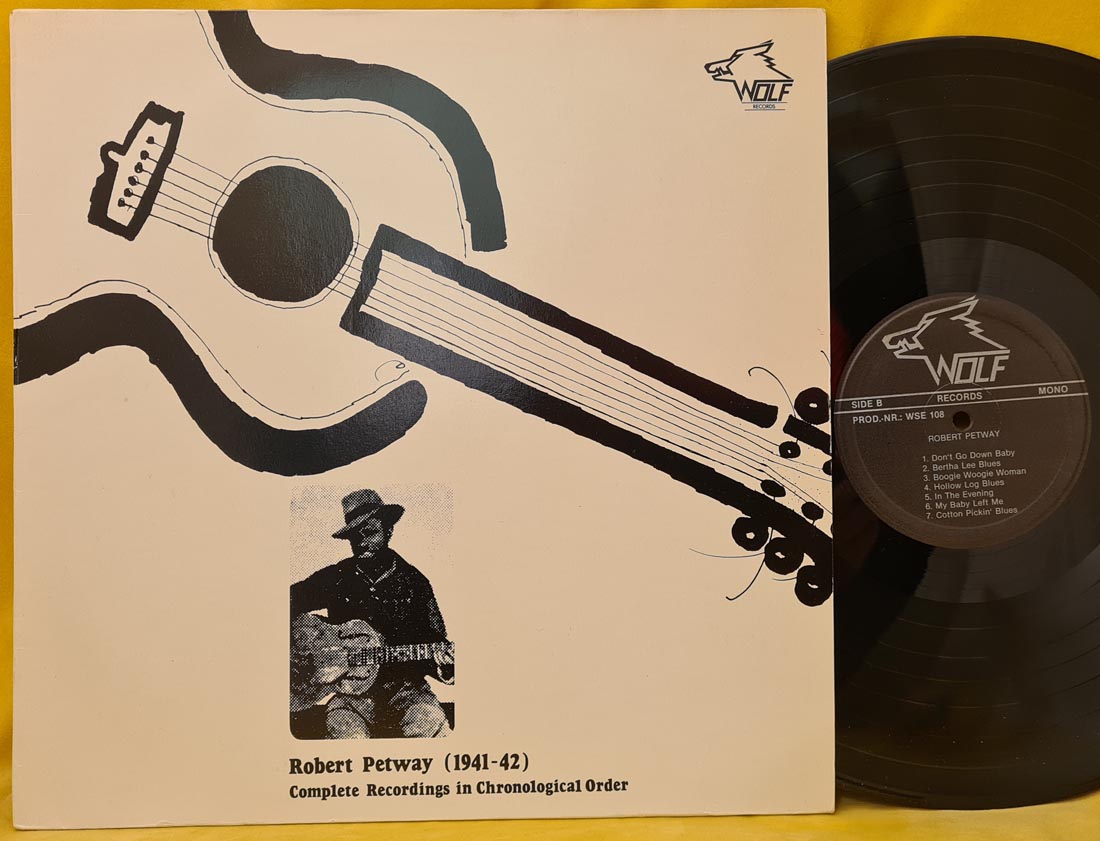 WOLF
RECORDS
Robert Petway (1941-42)
Complete Recordings in Chronological Order
WOLF
RECORDS
SIDE B
MONO
PROD.-NR.: WSE 108
ROBERT PETWAY
1. Don't Go Down Baby
2. Bertha Lee Blues
3. Boogie Woogie Woman
4. Hollow Log Blues
5. In The Evening
6. My Baby Left Me
7. Cotton Pickin' Blues